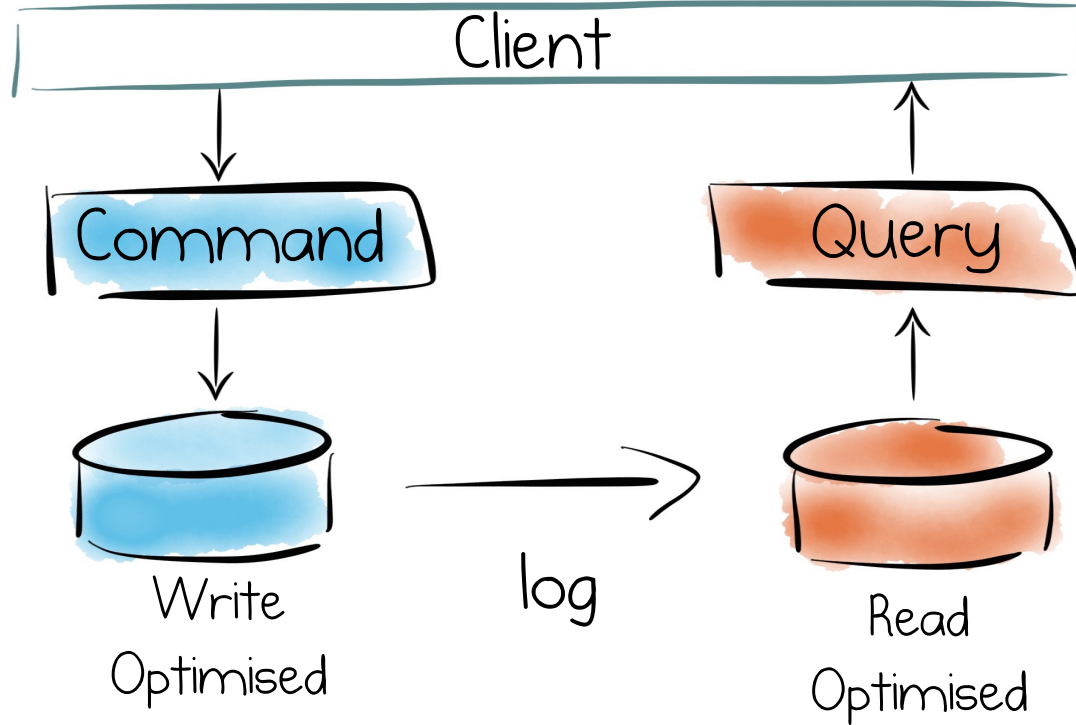 Client
Command
Query
log
Write
Optimised
Read
Optimised